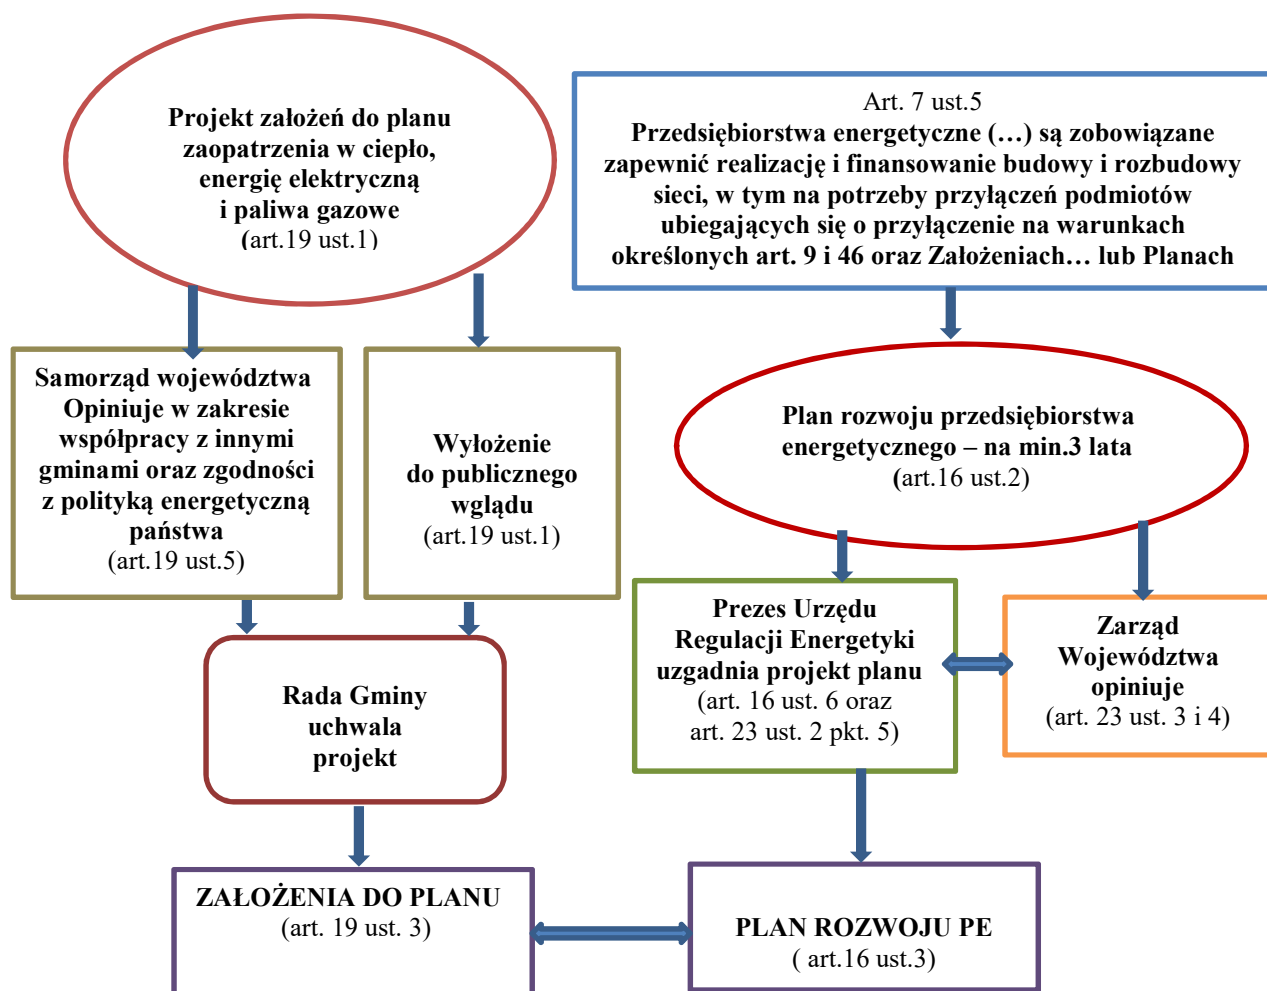 Projekt założeń do planu
zaopatrzenia w ciepło,
energię elektryczną
i paliwa gazowe
(art.19 ust.1)
Art. 7 ust.5
Przedsiębiorstwa energetyczne (…) są zobowiązane
zapewnić realizację i finansowanie budowy i rozbudowy
sieci, w tym na potrzeby przyłączeń podmiotów
ubiegających się o przyłączenie na warunkach
określonych art. 9 i 46 oraz Założeniach… lub Planach
Samorząd województwa
Opiniuje w zakresie
współpracy z innymi
gminami oraz zgodności
z polityką energetyczną
państwa
(art.19 ust.5)
Wyłożenie
do publicznego
wglądu
(art.19 ust.1)
Plan rozwoju przedsiębiorstwa
energetycznego – na min.3 lata
(art.16 ust.2)
Prezes Urzędu
Regulacji Energetyki
uzgadnia projekt planu
(art. 16 ust. 6 oraz
art. 23 ust. 2 pkt. 5)
Zarząd
Województwa
opiniuje
(art. 23 ust. 3 i 4)
Rada Gminy
uchwala
projekt
ZAŁOŻENIA DO PLANU
(art. 19 ust. 3)
PLAN ROZWOJU PE
( art.16 ust.3)